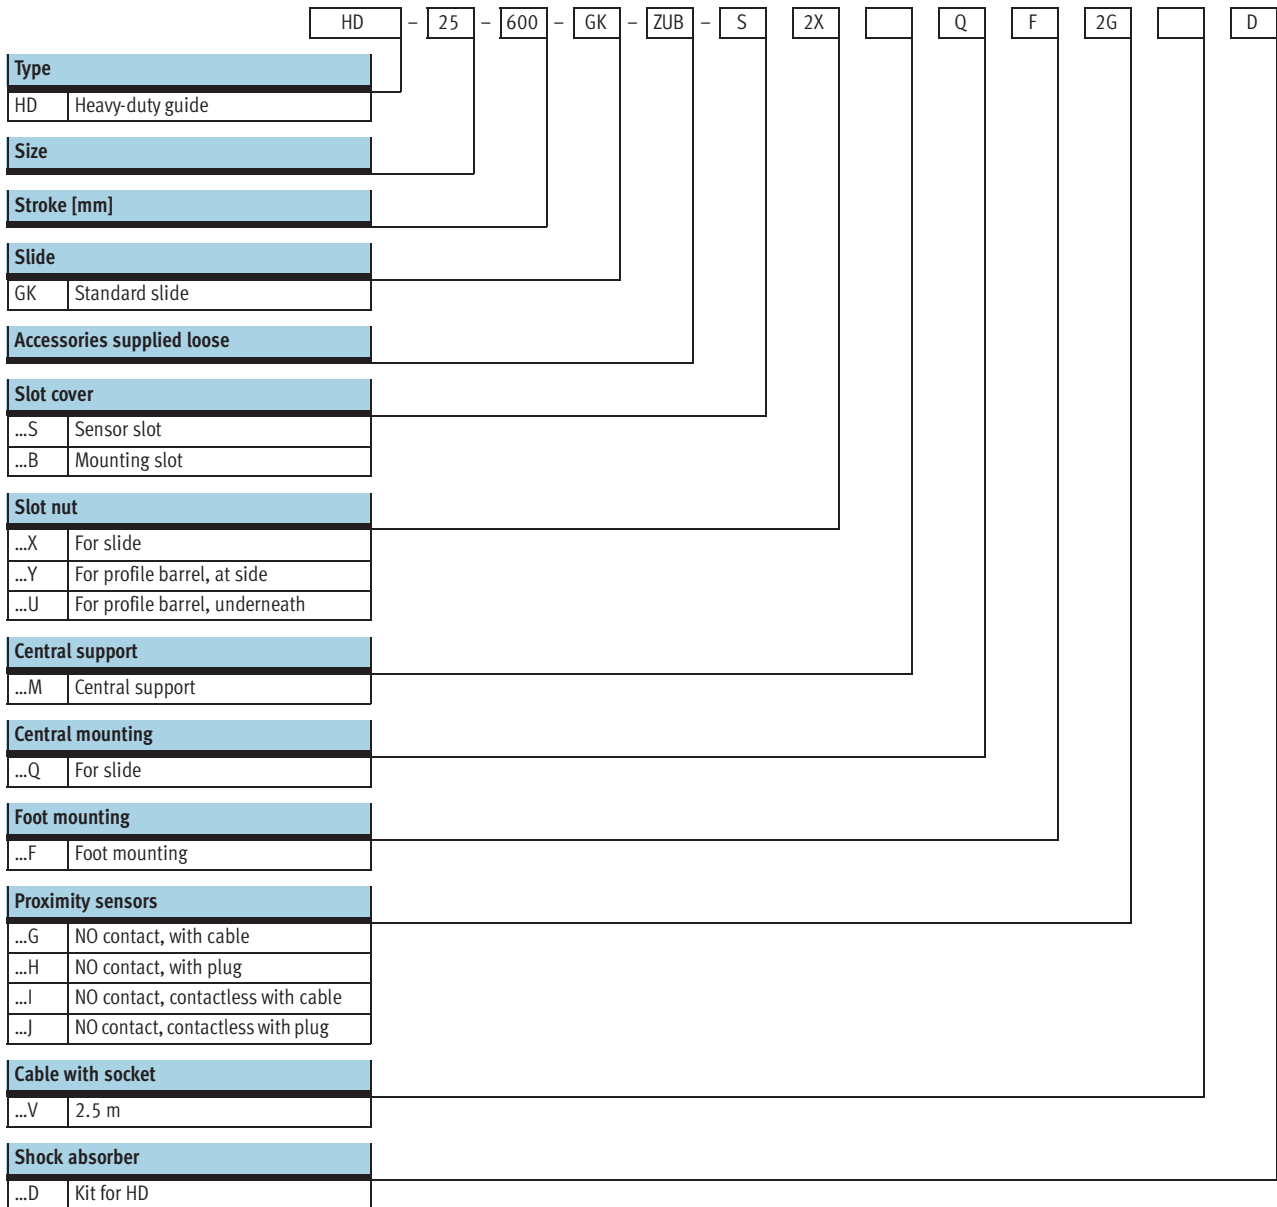 HD – 25 – 600 – GK – ZUB – S 2X Q F 2G D
Type
HD Heavy-duty guide
Size
Stroke [mm]
Slide
GK Standard slide
Accessories supplied loose
Slot cover
...S Sensor slot
...B Mounting slot
Slot nut
...X For slide
...Y For profile barrel, at side
...U For profile barrel, underneath
Central support
...M Central support
Central mounting
...Q For slide
Foot mounting
...F Foot mounting
Proximity sensors
...G NO contact, with cable
...H NO contact, with plug
...I NO contact, contactless with cable
...J NO contact, contactless with plug
Cable with socket
...V 2.5 m
Shock absorber
...D Kit for HD